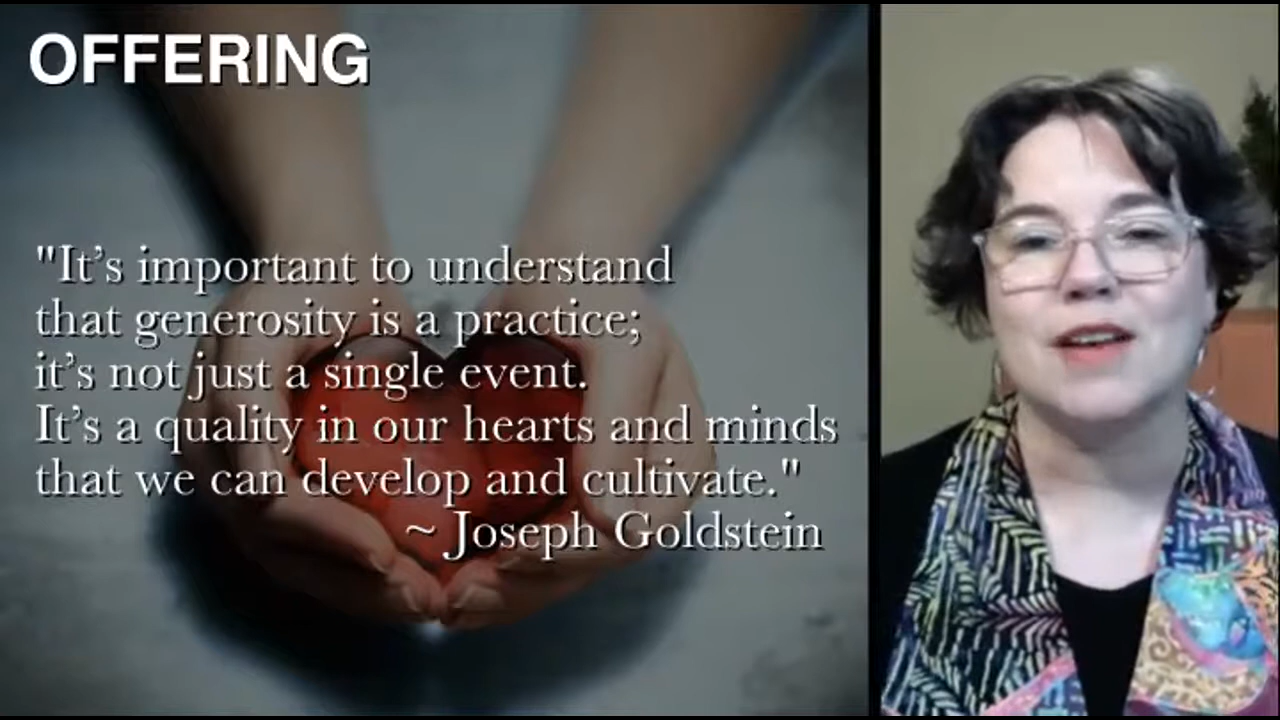 OFFERING
"It’s important to understand
that generosity is a practice;
it’s not just a single event.
It’s a quality in our hearts and minds
that we can develop and cultivate."
~ Joseph Goldstein